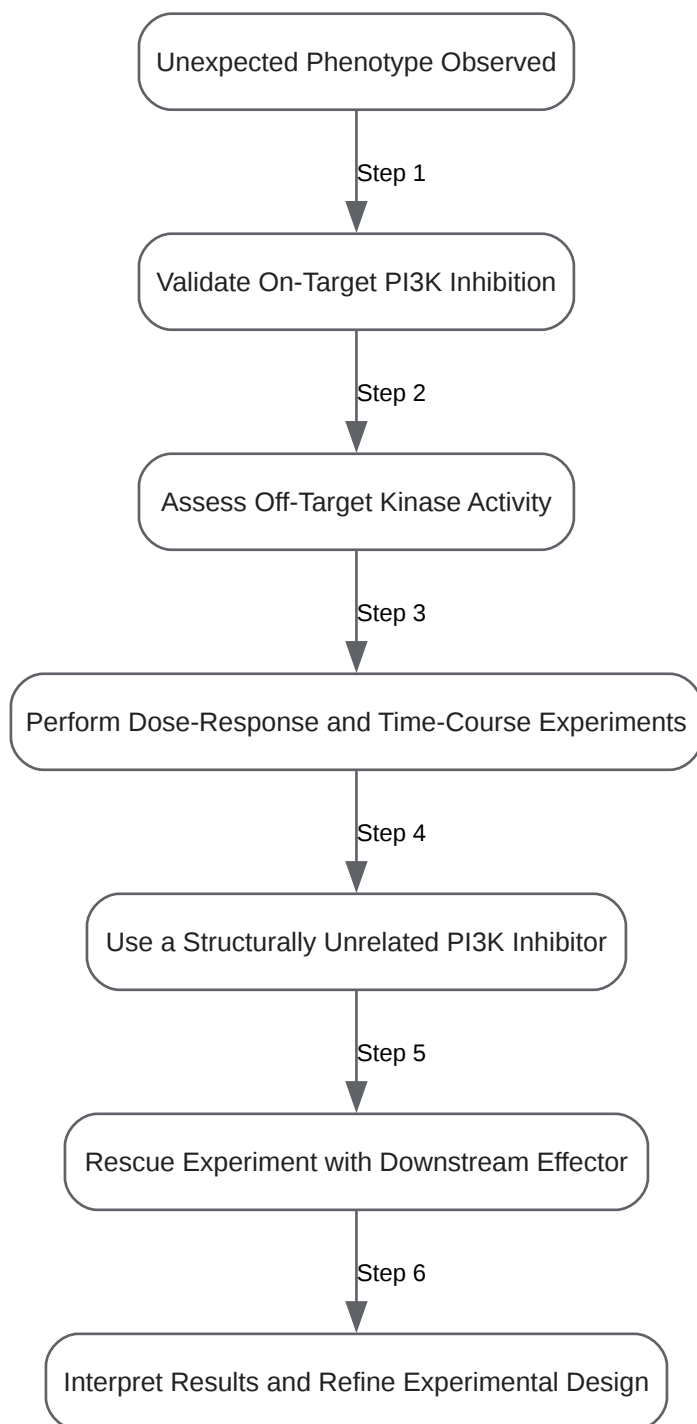 Unexpected Phenotype Observed
Step 1
Validate On-Target PI3K Inhibition
Step 2
Assess Off-Target Kinase Activity
Step 3
Perform Dose-Response and Time-Course Experiments
Step 4
Use a Structurally Unrelated PI3K Inhibitor
Step 5
Rescue Experiment with Downstream Effector
Step 6
Interpret Results and Refine Experimental Design